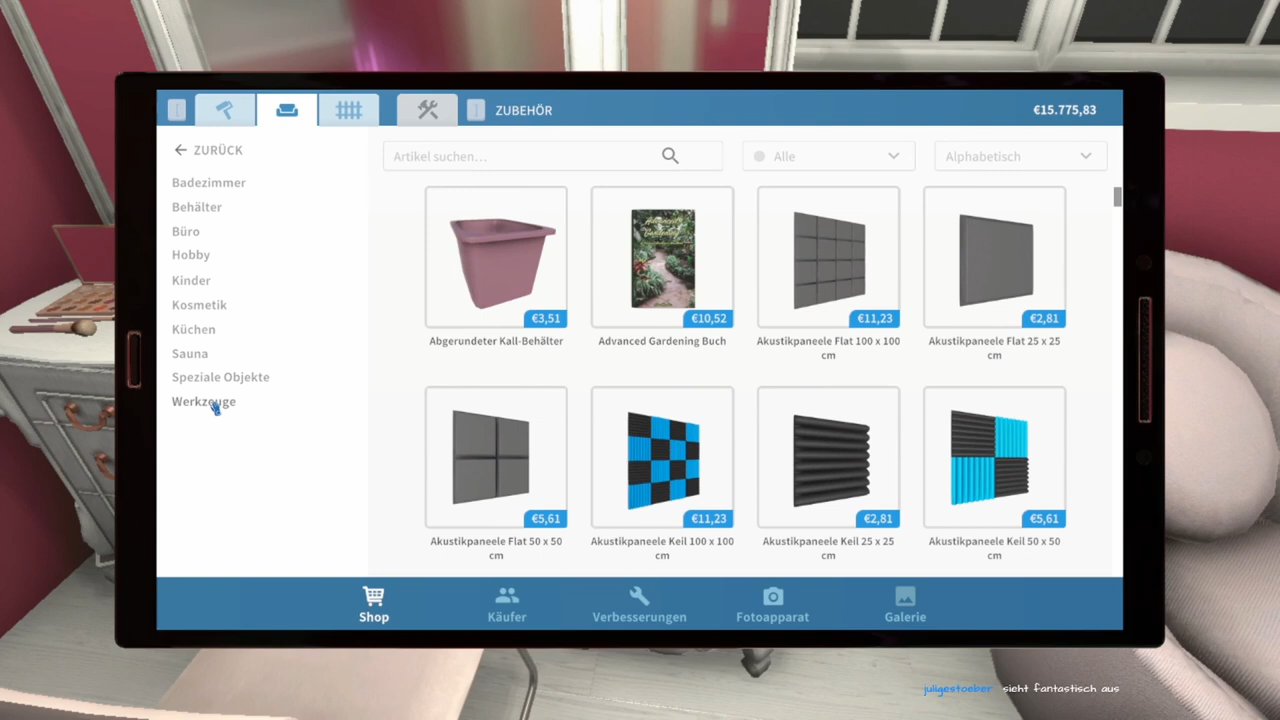 ZUBEHÖR
€15.775,83
ZURÜCK
Badezimmer
Behälter
Büro
Hobby
Kinder
Kosmetik
Küchen
Sauna
Speziale Objekte
Werkzeuge
Artikel suchen...
Alle
Alphabetisch
€3,51
Abgerundeter Kall-Behälter
€10,52
Advanced Gardening Buch
€11,23
Akustikpaneele Flat 100 x 100
cm
€2,81
Akustikpaneele Flat 25 x 25
cm
€5,61
Akustikpaneele Flat 50 x 50
cm
€11,23
Akustikpaneele Keil 100 x 100
cm
€2,81
Akustikpaneele Keil 25 x 25
cm
€5,61
Akustikpaneele Keil 50 x 50
cm
Shop
Käufer
Verbesserungen
Fotoapparat
Galerie
juligestoeber sieht fantastisch aus